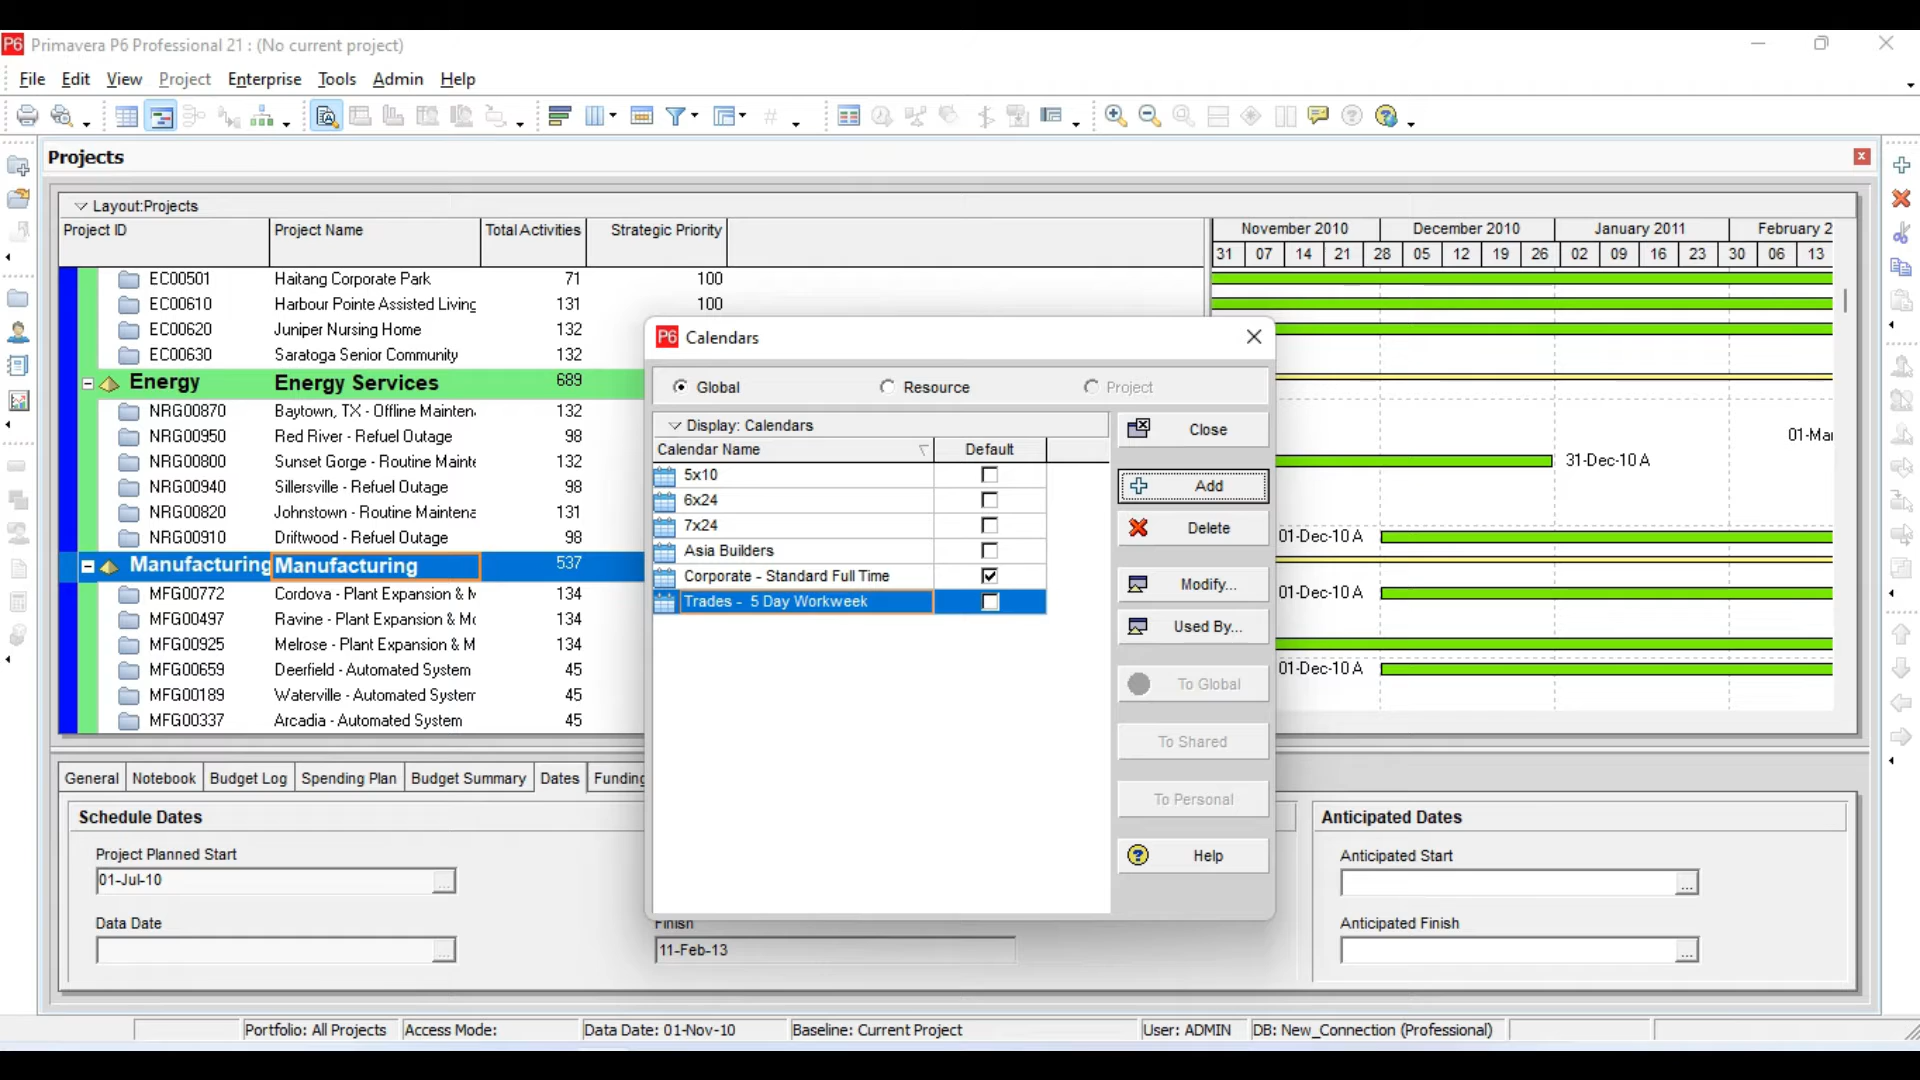 P6 Primavera P6 Professional 21 : (No current project)
File Edit View Project Enterprise Tools Admin Help
Projects
Layout:Projects
Project ID Project Name Total Activities Strategic Priority
November 2010 December 2010 January 2011 February 2
31 07 14 21 28 05 12 19 26 02 09 16 23 30 06 13
EC00501 Haitang Corporate Park 71 100
EC00610 Harbour Pointe Assisted Living 131 100
EC00620 Juniper Nursing Home 132
EC00630 Saratoga Senior Community 132
Energy Energy Services 689
NRG00870 Baytown, TX - Offline Mainten 132
NRG00950 Red River - Refuel Outage 98 01-Mar
NRG00800 Sunset Gorge - Routine Mainte 132 31-Dec-10 A
NRG00940 Sillersville - Refuel Outage 98
NRG00820 Johnstown - Routine Maintena 131
NRG00910 Driftwood - Refuel Outage 98 01-Dec-10 A
Manufacturing Manufacturing 537
MFG00772 Cordova - Plant Expansion & M 134 01-Dec-10 A
MFG00497 Ravine - Plant Expansion & Mo 134
MFG00925 Melrose - Plant Expansion & M 134
MFG00659 Deerfield - Automated System 45 01-Dec-10 A
MFG00189 Waterville - Automated System 45
MFG00337 Arcadia - Automated System 45
P6 Calendars
Global Resource Project
Display: Calendars
Calendar Name Default
5x10
6x24
7x24
Asia Builders
Corporate - Standard Full Time
Trades - 5 Day Workweek
Close
Add
Delete
Modify...
Used By...
To Global
To Shared
To Personal
Help
General Notebook Budget Log Spending Plan Budget Summary Dates Funding
Schedule Dates
Project Planned Start
01-Jul-10 ...
Data Date
...
Finish
11-Feb-13
Anticipated Dates
Anticipated Start
...
Anticipated Finish
...
Portfolio: All Projects Access Mode: Data Date: 01-Nov-10 Baseline: Current Project User: ADMIN DB: New_Connection (Professional)